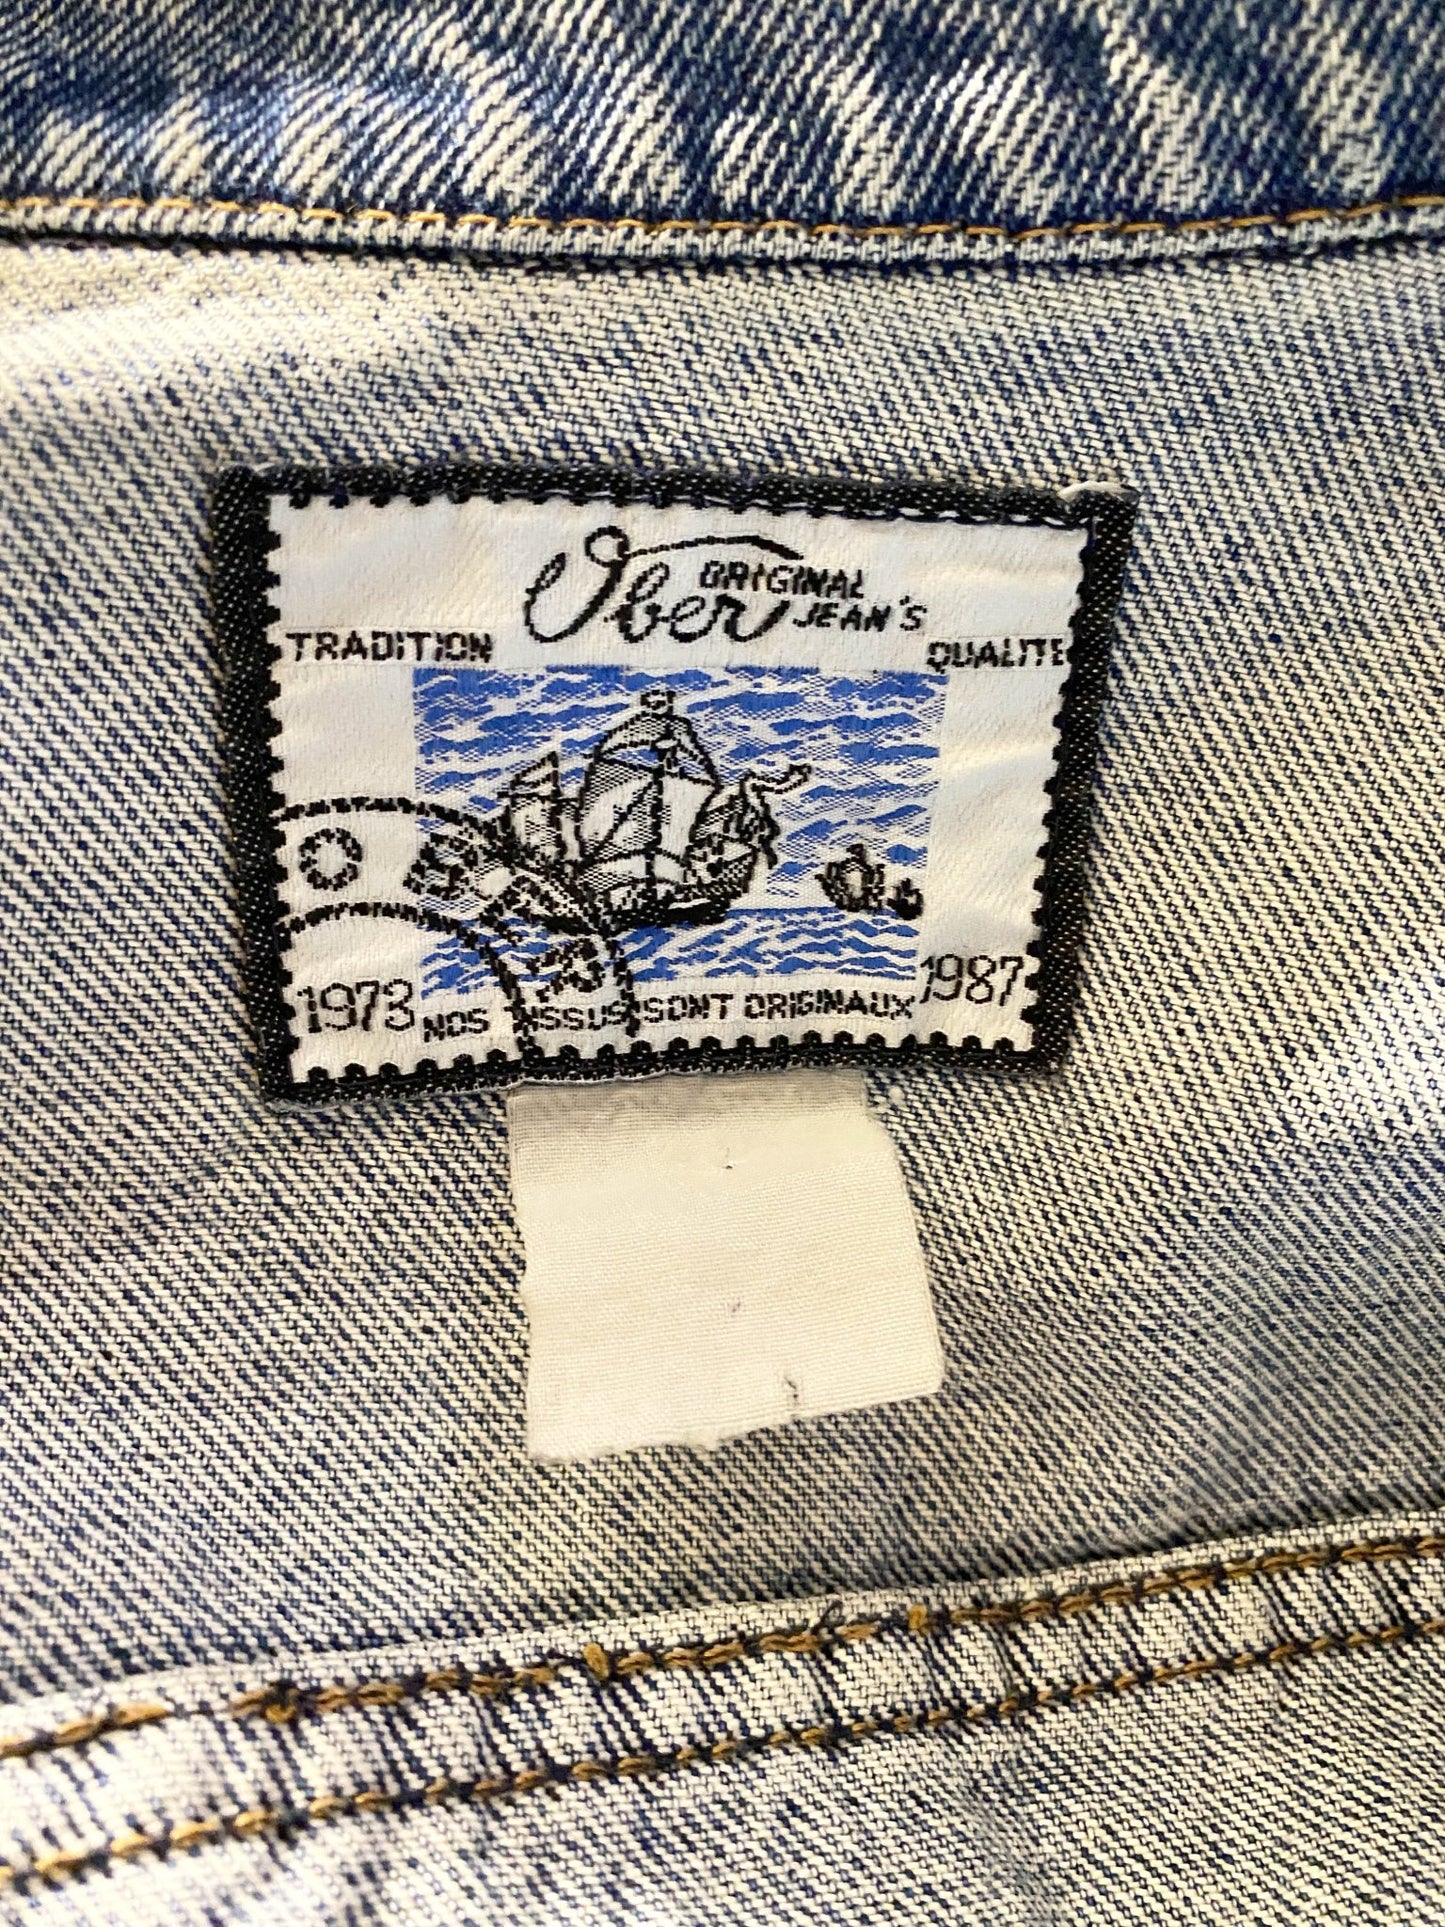 Ober ORIGINAL
JEAN'S
TRADITION QUALITE
1973 NOS TISSUS SONT ORIGINAUX 1987